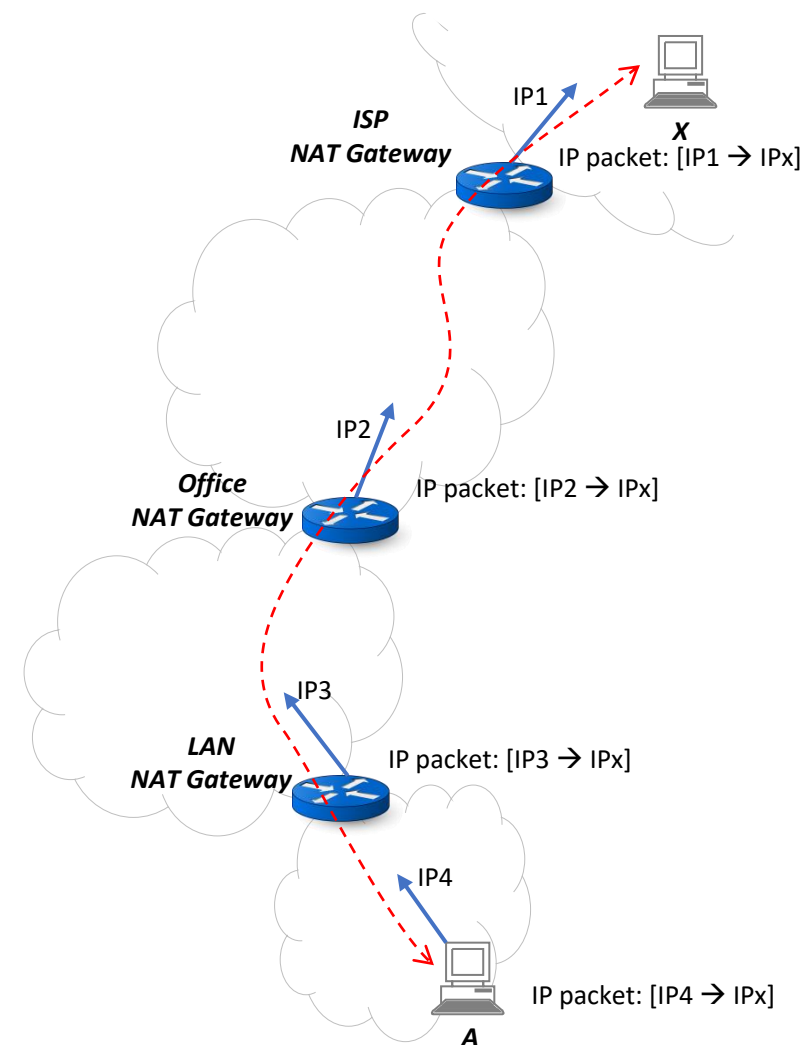 IP1
ISP
NAT Gateway
X
IP packet: [IP1 → IPx]
IP2
Office
NAT Gateway
IP packet: [IP2 → IPx]
IP3
LAN
NAT Gateway
IP packet: [IP3 → IPx]
IP4
IP packet: [IP4 → IPx]
A